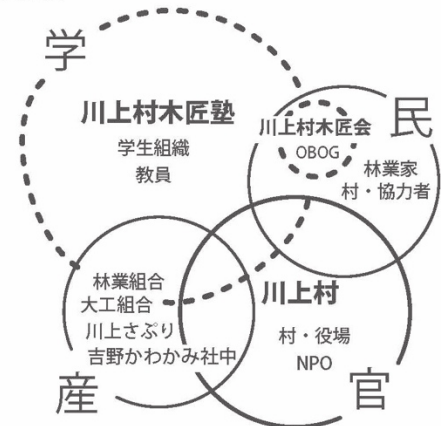 学
川上村木匠塾
学生組織
教員
民
川上村木匠会
OBOG
林業家
村・協力者
林業組合
大工組合
川上さぷり
吉野かわかみ社中
産
川上村
村・役場
NPO
官